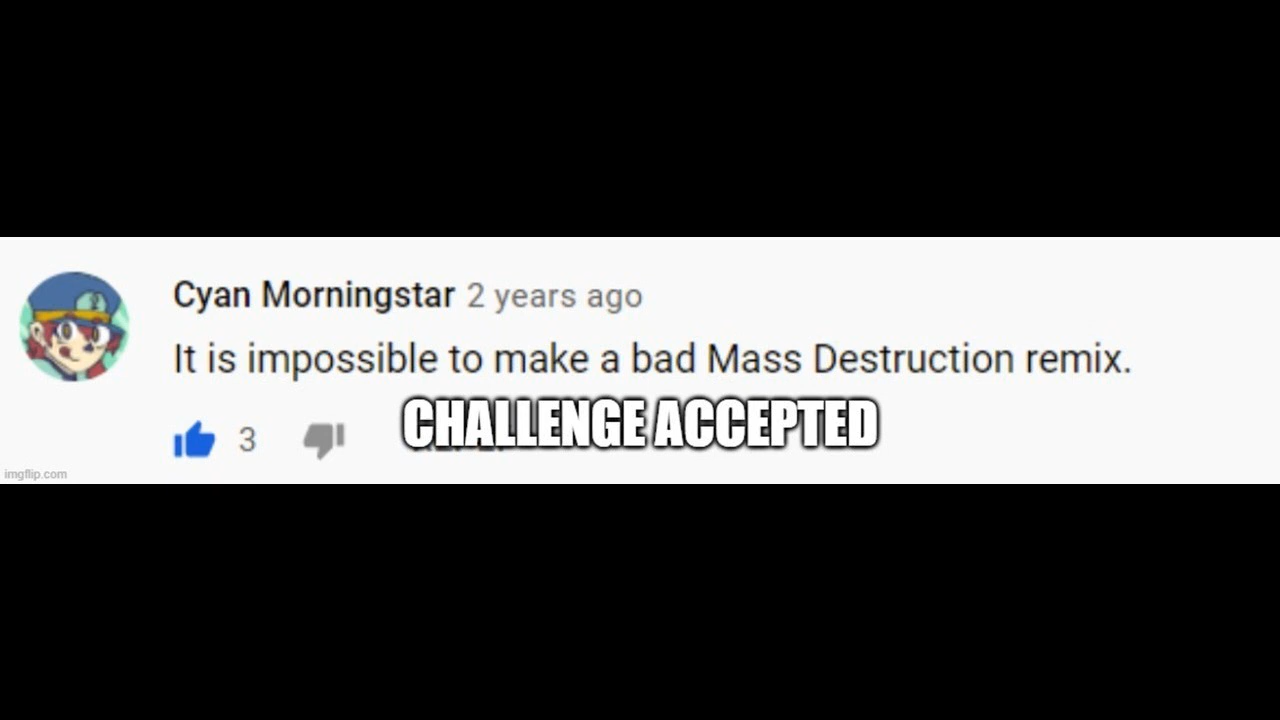 Cyan Morningstar 2 years ago
It is impossible to make a bad Mass Destruction remix.
3
CHALLENGE ACCEPTED
imgflip.com